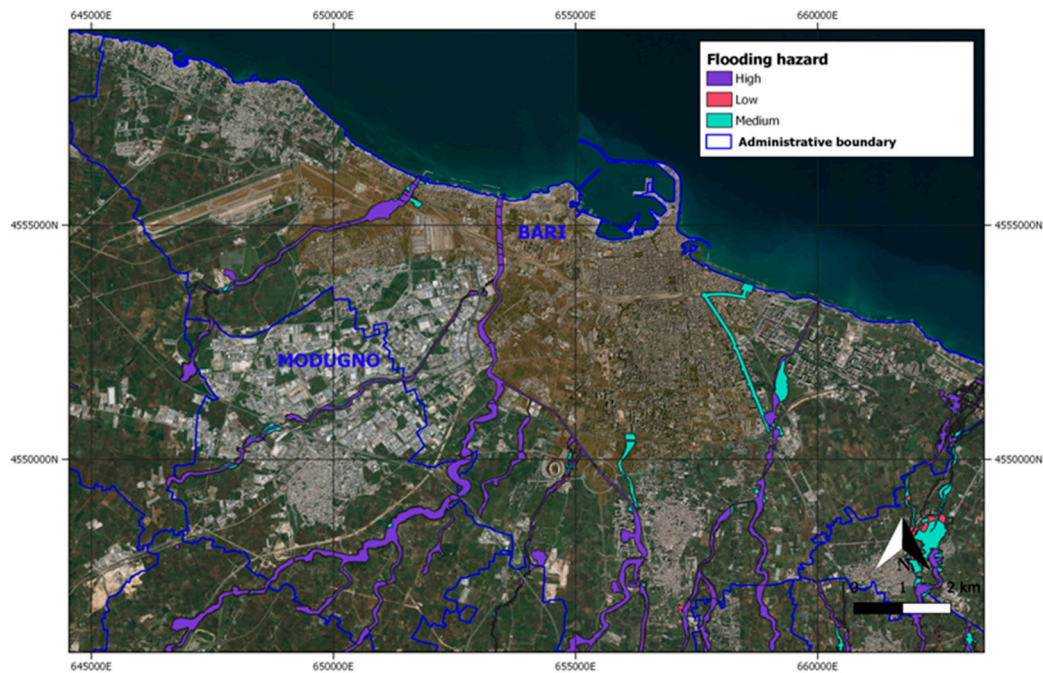 645000E 650000E 655000E 660000E
Flooding hazard
High
Low
Medium
Administrative boundary
4555000N 4555000N
BARI
MODUGNO
4550000N 4550000N
N
0 1 2 km
645000E 650000E 655000E 660000E